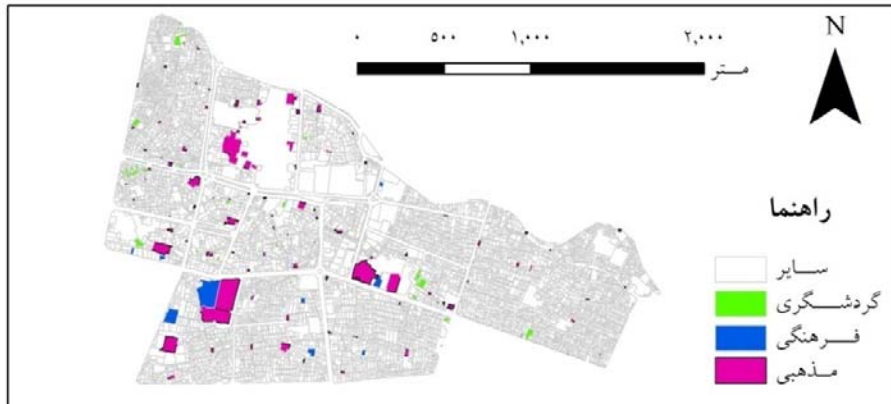 ۰ ۵۰۰ ۱,۰۰۰ ۲,۰۰۰
متر
N
راهنما
سایر
گردشگری
فرهنگی
مذهبی